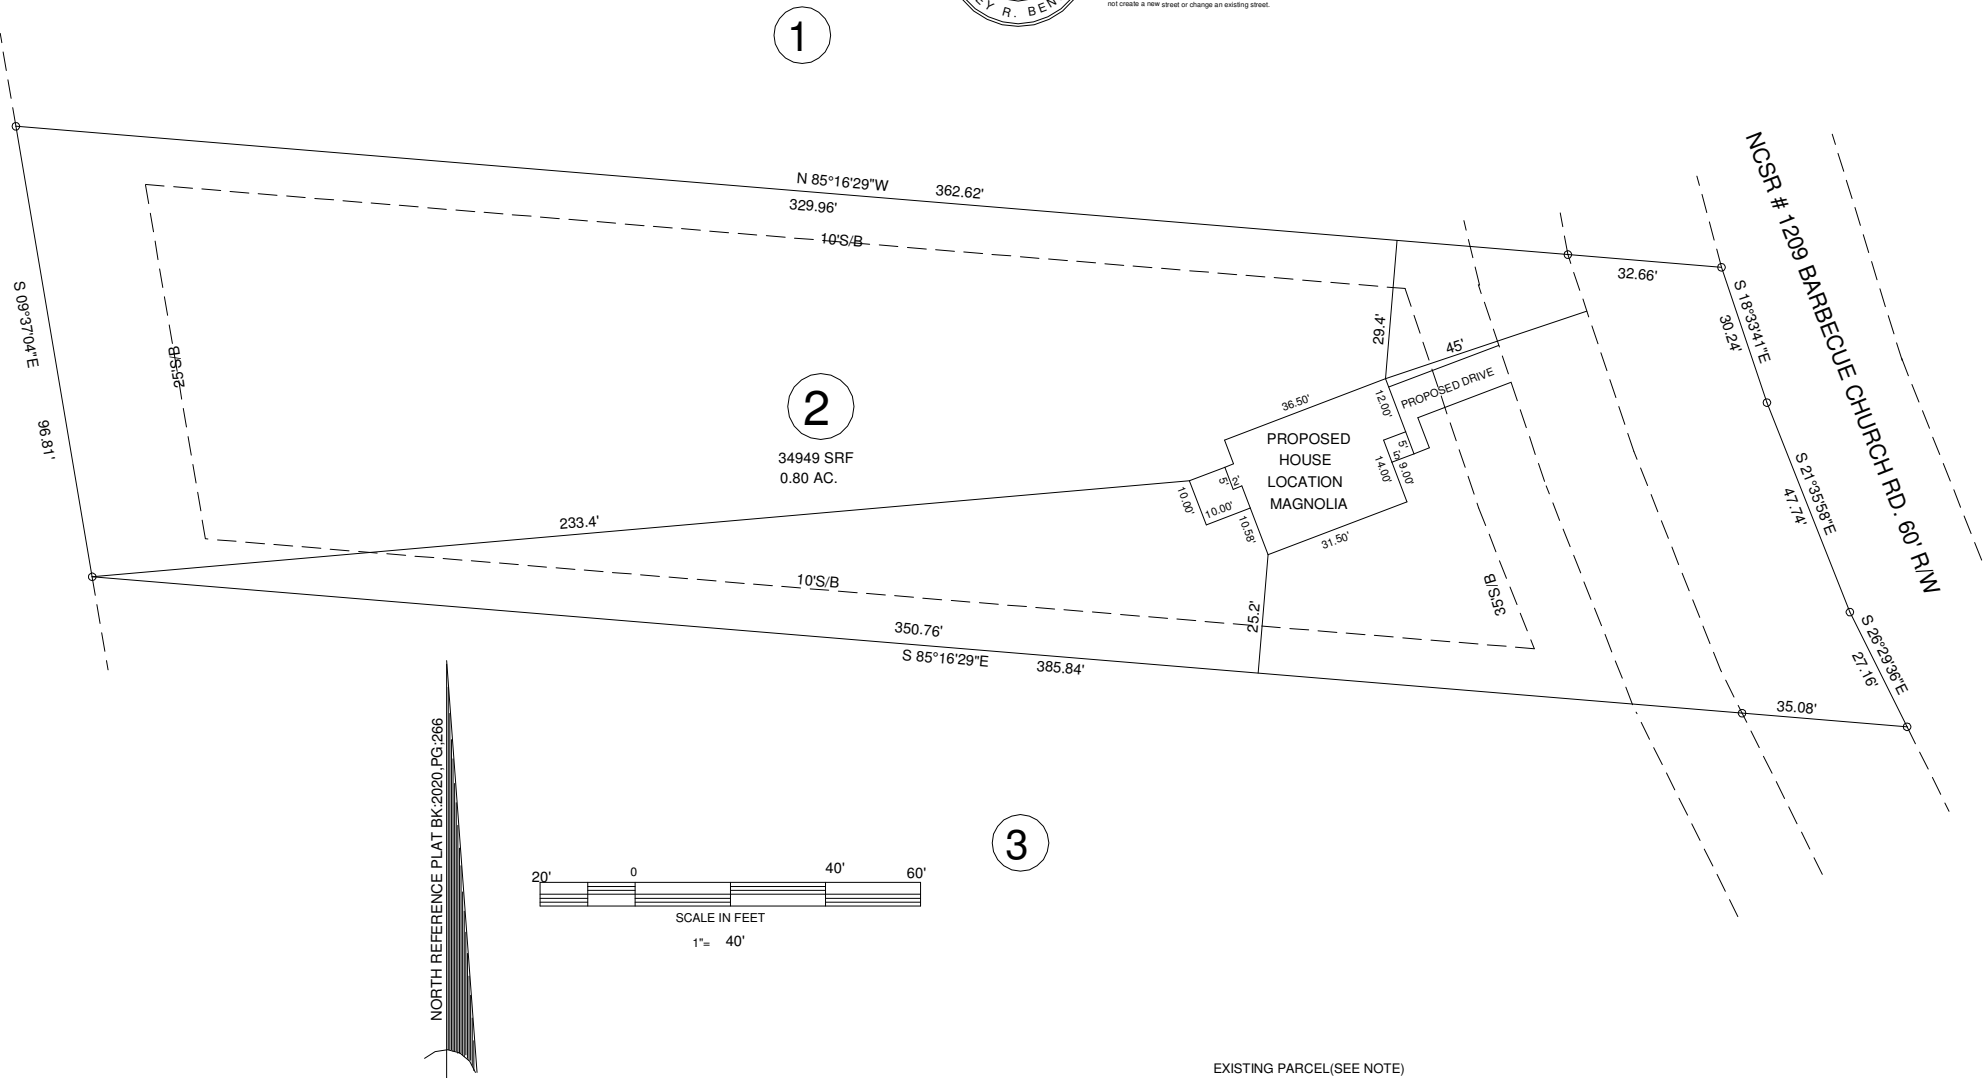 EY R. BEN
not create a new street or change an existing street.
1
N 85°16'29"W 362.62'
329.96'
10'S/B
32.66'
NCSR # 1209 BARBECUE CHURCH RD. 60' R/W
S 18°33'41"E
30.24'
S 09°37'04"E 96.81'
25'S/B
29.4'
45'
PROPOSED DRIVE
36.50'
12.00'
2
34949 SRF
0.80 AC.
PROPOSED
HOUSE
LOCATION
MAGNOLIA
5'
5'
14.00'
9.00'
5'
2'
10.00'
10.00'
10.58'
31.50'
S 21°35'58"E
47.74'
233.4'
10'S/B
35'S/B
25.2'
350.76'
S 85°16'29"E 385.84'
S 26°29'36"E
27.16'
35.08'
NORTH REFERENCE PLAT BK:2020,PG:266
3
20' 0 40' 60'
SCALE IN FEET
1"= 40'
EXISTING PARCEL(SEE NOTE)